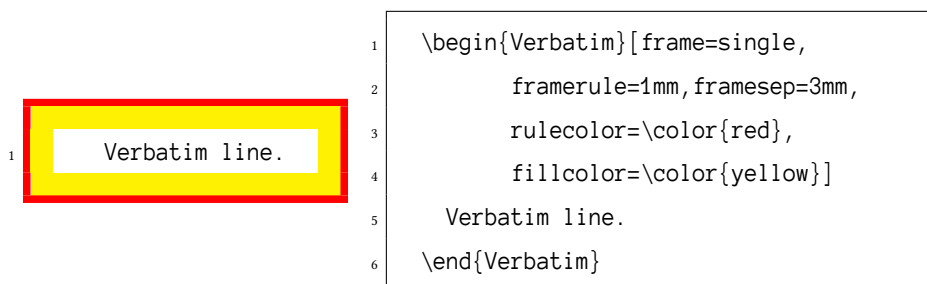 1 Verbatim line.
1 \begin{Verbatim}[frame=single,
2 framerule=1mm,framesep=3mm,
3 rulecolor=\color{red},
4 fillcolor=\color{yellow}]
5 Verbatim line.
6 \end{Verbatim}